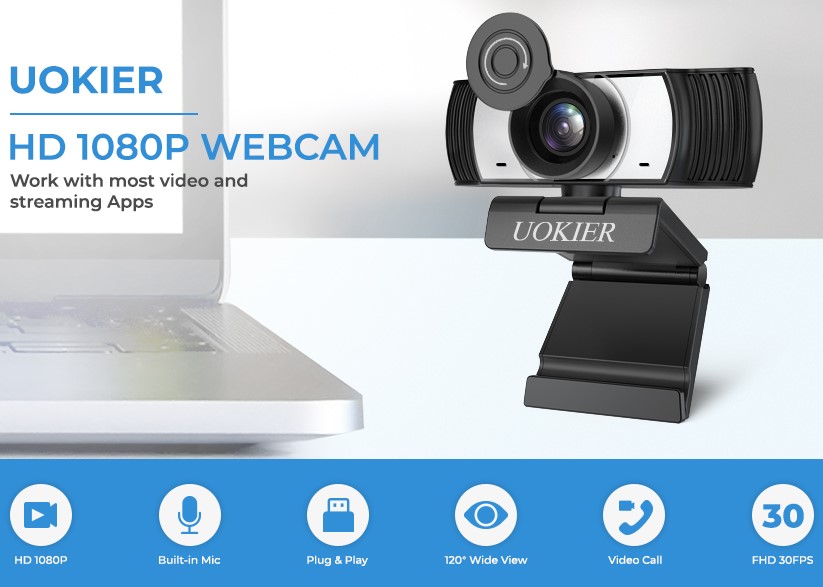 UOKIER
HD 1080P WEBCAM
Work with most video and
streaming Apps
UOKIER
HD 1080P
Built-in Mic
Plug & Play
120° Wide View
Video Call
30
FHD 30FPS